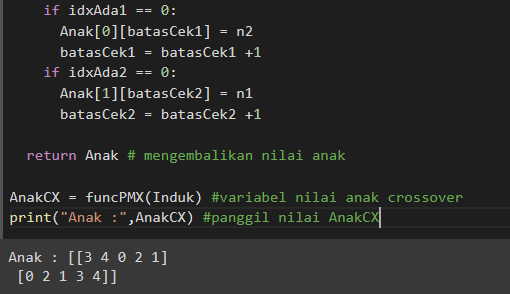 if idxAda1 == 0:
Anak[0][batasCek1] = n2
batasCek1 = batasCek1 +1
if idxAda2 == 0:
Anak[1][batasCek2] = n1
batasCek2 = batasCek2 +1
return Anak # mengembalikan nilai anak
AnakCX = funcPMX(Induk) #variabel nilai anak crossover
print("Anak :",AnakCX) #panggil nilai AnakCX
Anak : [[3 4 0 2 1]
[0 2 1 3 4]]